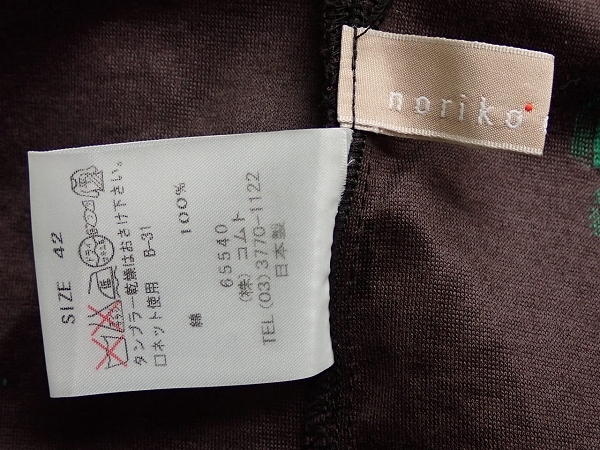 noriko
SIZE 42
タンブラー乾燥はおさけ下さい。
ロネット使用 B-31
綿 100%
65540
(株) コムト
TEL (03) 3770-1122
日本製